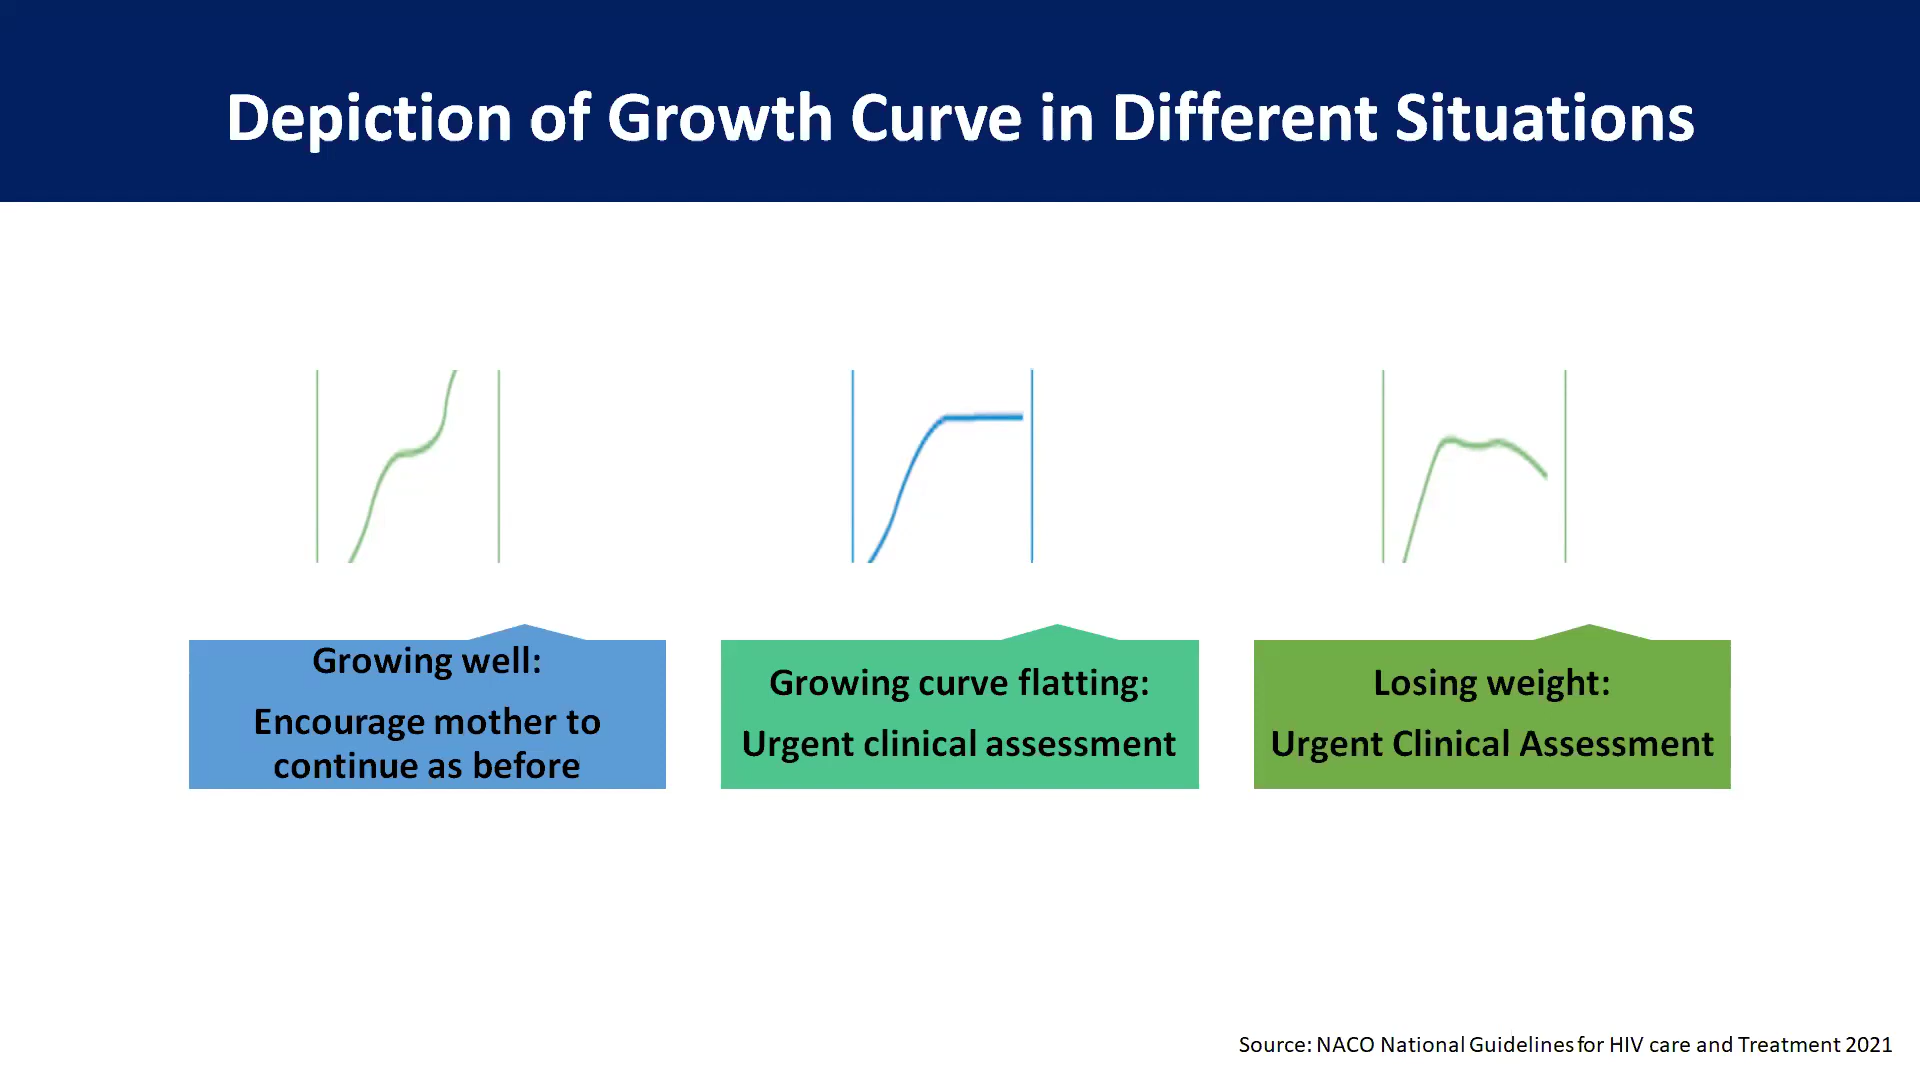 Depiction of Growth Curve in Different Situations
Growing well:
Encourage mother to
continue as before
Growing curve flatting:
Urgent clinical assessment
Losing weight:
Urgent Clinical Assessment
Source: NACO National Guidelines for HIV care and Treatment 2021